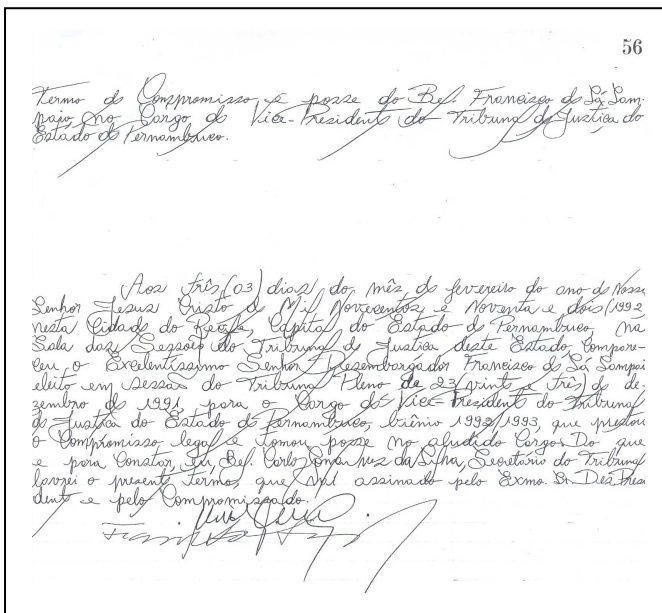 56
Termo de Compromisso e posse do Bel. Francisco de Sá Sam-
paio, no Cargo de Vice-Presidente do Tribunal de Justiça do
Estado de Pernambuco.
Aos três (03) dias do mês de fevereiro do ano de Nosso
Senhor Jesus Cristo de Mil Novecentos e Noventa e dois (1992
nesta Cidade do Recife, Capital do Estado de Pernambuco, na
Sala das Sessões do Tribunal de Justiça deste Estado, Compare-
ceu o Excelentíssimo Senhor Desembargador Francisco de Sá Sampai
eleito em sessão do Tribunal Pleno de 23 (vinte e três) de de-
zembro de 1991, para o Cargo de Vice-Presidente do Tribunal
de Justiça do Estado de Pernambuco, biênio 1992/1993, que prestou
o Compromisso legal e tomou posse no aludido Cargo. Do que
e para Constar, eu, Bel. Carlos da Silva, Secretário do Tribunal
lavrei o presente termo, que vai assinado pelo Exmo. Sr. Des. Presi
dente e pelo Compromissado.